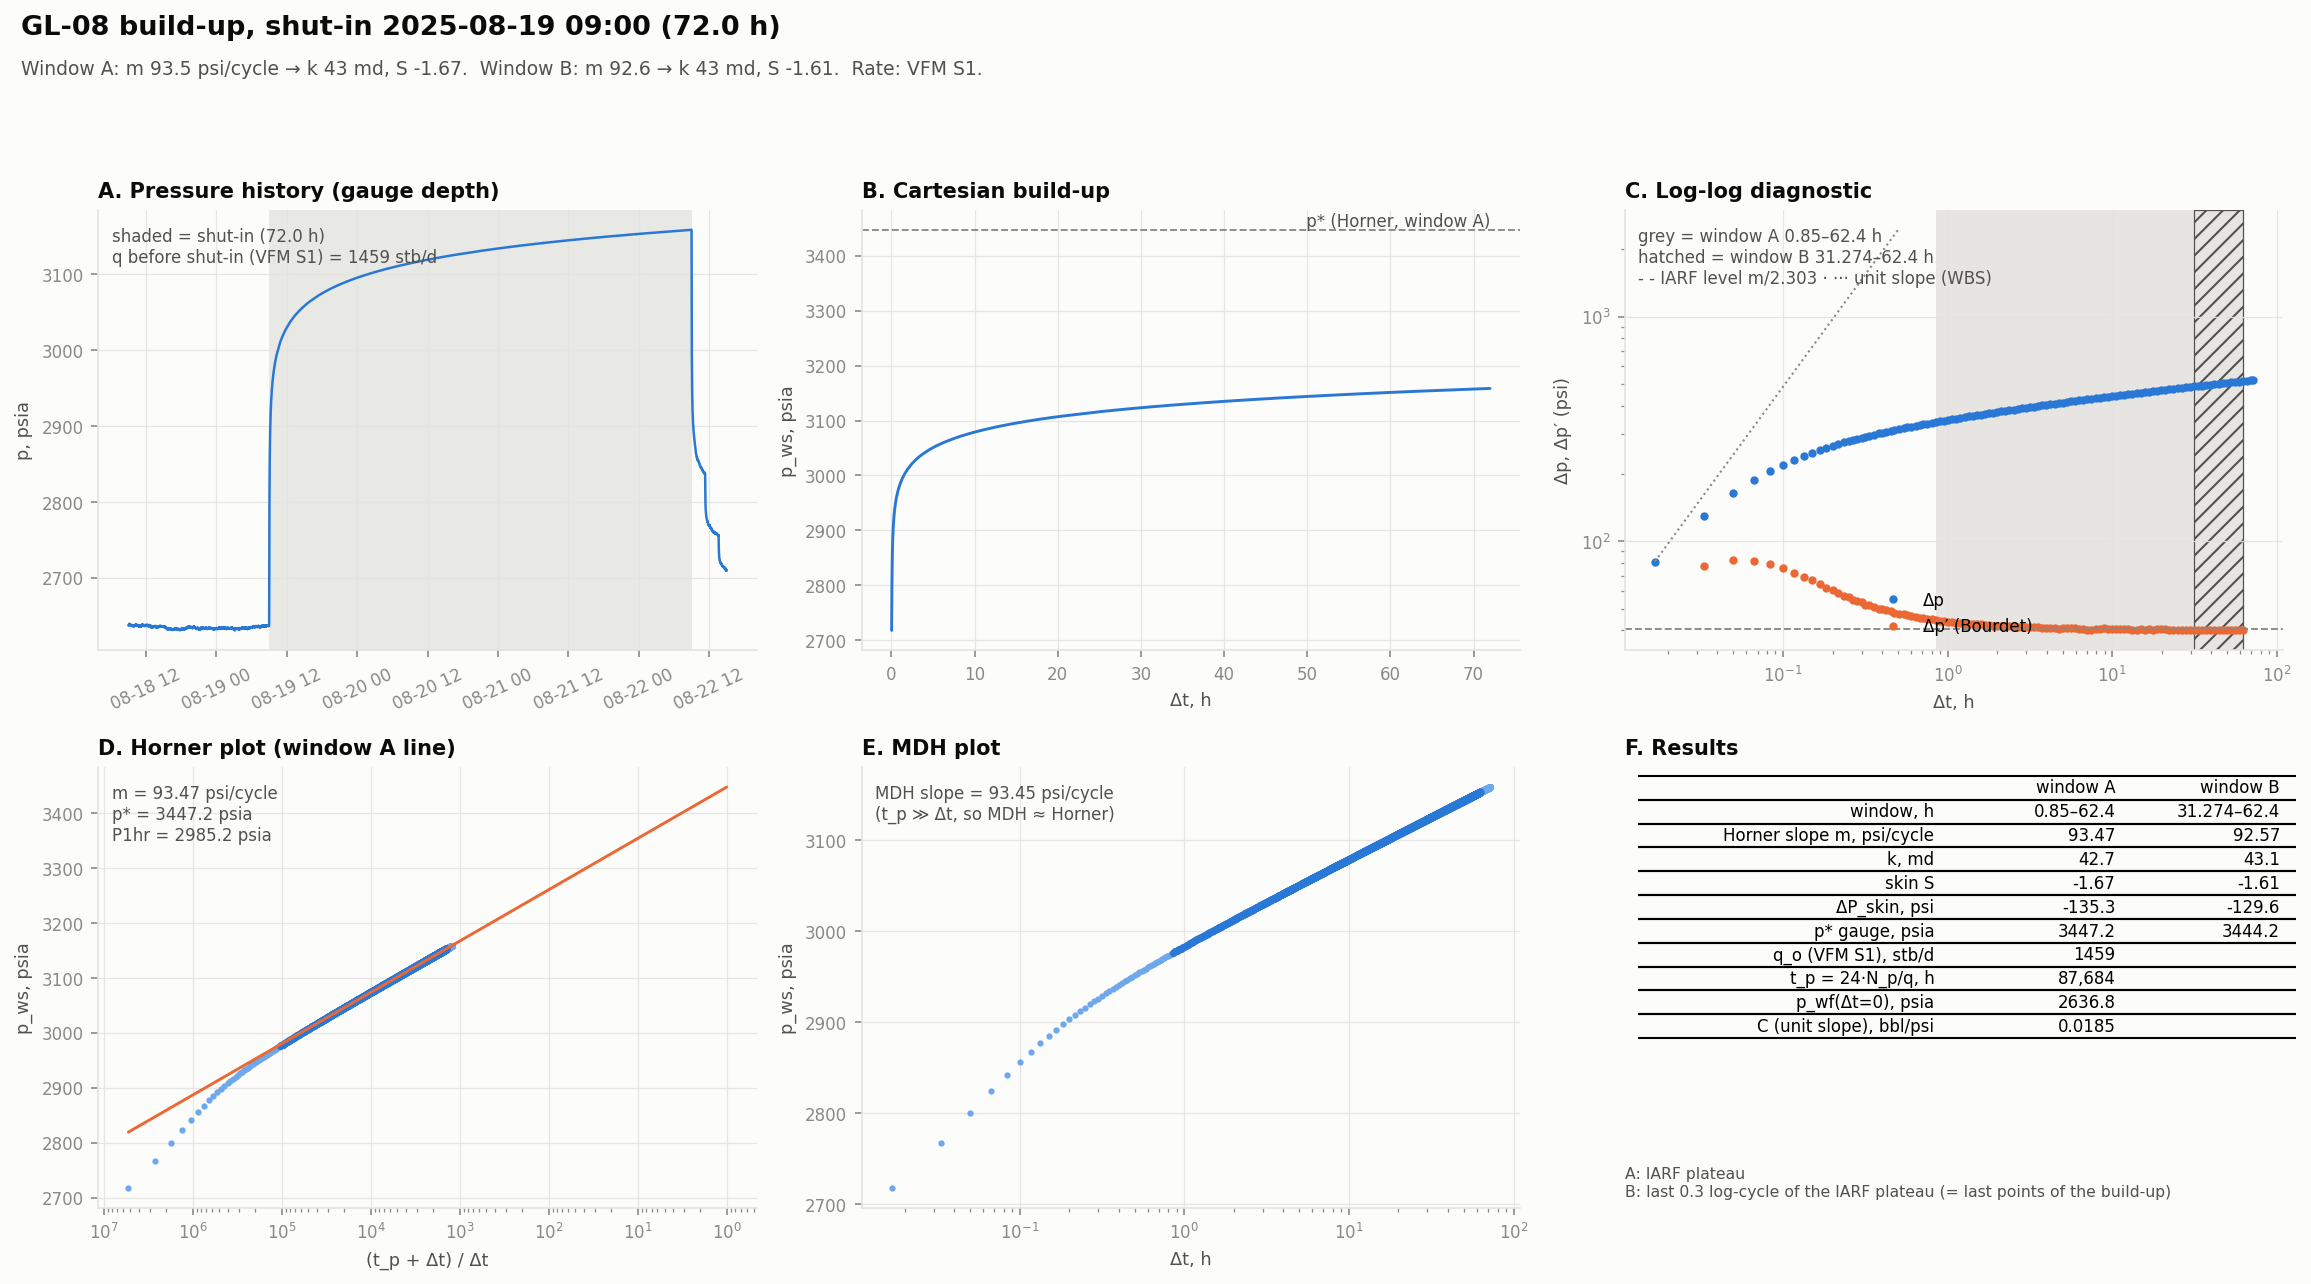 GL-08 build-up, shut-in 2025-08-19 09:00 (72.0 h)
Window A: m 93.5 psi/cycle → k 43 md, S -1.67.  Window B: m 92.6 → k 43 md, S -1.61.  Rate: VFM S1.
A. Pressure history (gauge depth)
shaded = shut-in (72.0 h)
q before shut-in (VFM S1) = 1459 stb/d
p, psia
3100
3000
2900
2800
2700
08-18 12
08-19 00
08-19 12
08-20 00
08-20 12
08-21 00
08-21 12
08-22 00
08-22 12
B. Cartesian build-up
p* (Horner, window A)
p_ws, psia
3400
3300
3200
3100
3000
2900
2800
2700
0
10
20
30
40
50
60
70
Δt, h
C. Log-log diagnostic
grey = window A 0.85–62.4 h
hatched = window B 31.274–62.4 h
- - IARF level m/2.303 · ··· unit slope (WBS)
Δp, Δp′ (psi)
10³
10²
Δp
Δp′ (Bourdet)
10⁻¹
10⁰
10¹
10²
Δt, h
D. Horner plot (window A line)
m = 93.47 psi/cycle
p* = 3447.2 psia
P1hr = 2985.2 psia
p_ws, psia
3400
3300
3200
3100
3000
2900
2800
2700
10⁷
10⁶
10⁵
10⁴
10³
10²
10¹
10⁰
(t_p + Δt) / Δt
E. MDH plot
MDH slope = 93.45 psi/cycle
(t_p ≫ Δt, so MDH ≈ Horner)
p_ws, psia
3100
3000
2900
2800
2700
10⁻¹
10⁰
10¹
10²
Δt, h
F. Results
window A window B
window, h 0.85–62.4 31.274–62.4
Horner slope m, psi/cycle 93.47 92.57
k, md 42.7 43.1
skin S -1.67 -1.61
ΔP_skin, psi -135.3 -129.6
p* gauge, psia 3447.2 3444.2
q_o (VFM S1), stb/d 1459
t_p = 24·N_p/q, h 87,684
p_wf(Δt=0), psia 2636.8
C (unit slope), bbl/psi 0.0185
A: IARF plateau
B: last 0.3 log-cycle of the IARF plateau (= last points of the build-up)